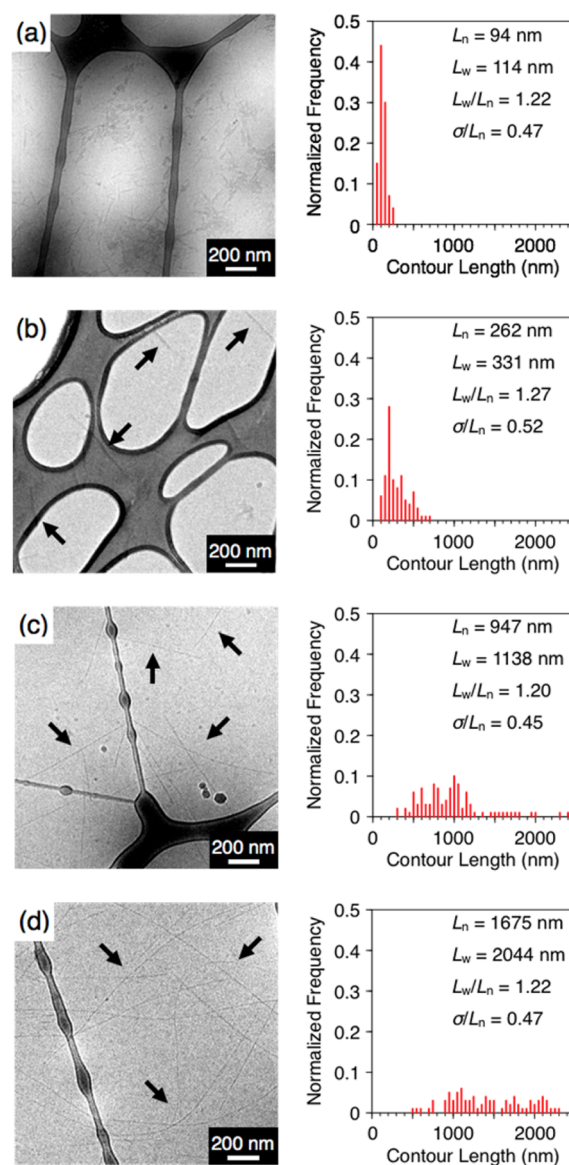 (a)
200 nm
Normalized Frequency
0.5
0.4
0.3
0.2
0.1
0
0
1000
2000
Contour Length (nm)
Ln = 94 nm
Lw = 114 nm
Lw/Ln = 1.22
σ/Ln = 0.47
(b)
200 nm
Normalized Frequency
0.5
0.4
0.3
0.2
0.1
0
0
1000
2000
Contour Length (nm)
Ln = 262 nm
Lw = 331 nm
Lw/Ln = 1.27
σ/Ln = 0.52
(c)
200 nm
Normalized Frequency
0.5
0.4
0.3
0.2
0.1
0
0
1000
2000
Contour Length (nm)
Ln = 947 nm
Lw = 1138 nm
Lw/Ln = 1.20
σ/Ln = 0.45
(d)
200 nm
Normalized Frequency
0.5
0.4
0.3
0.2
0.1
0
0
1000
2000
Contour Length (nm)
Ln = 1675 nm
Lw = 2044 nm
Lw/Ln = 1.22
σ/Ln = 0.47